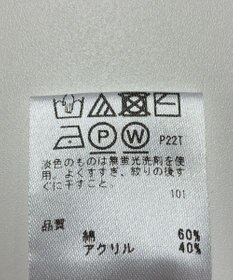 P W P22T
淡色のものは無蛍光洗剤を使
用。よくすすぎ、絞りの後す
ぐに干すこと。
101
品質
綿 60%
アクリル 40%